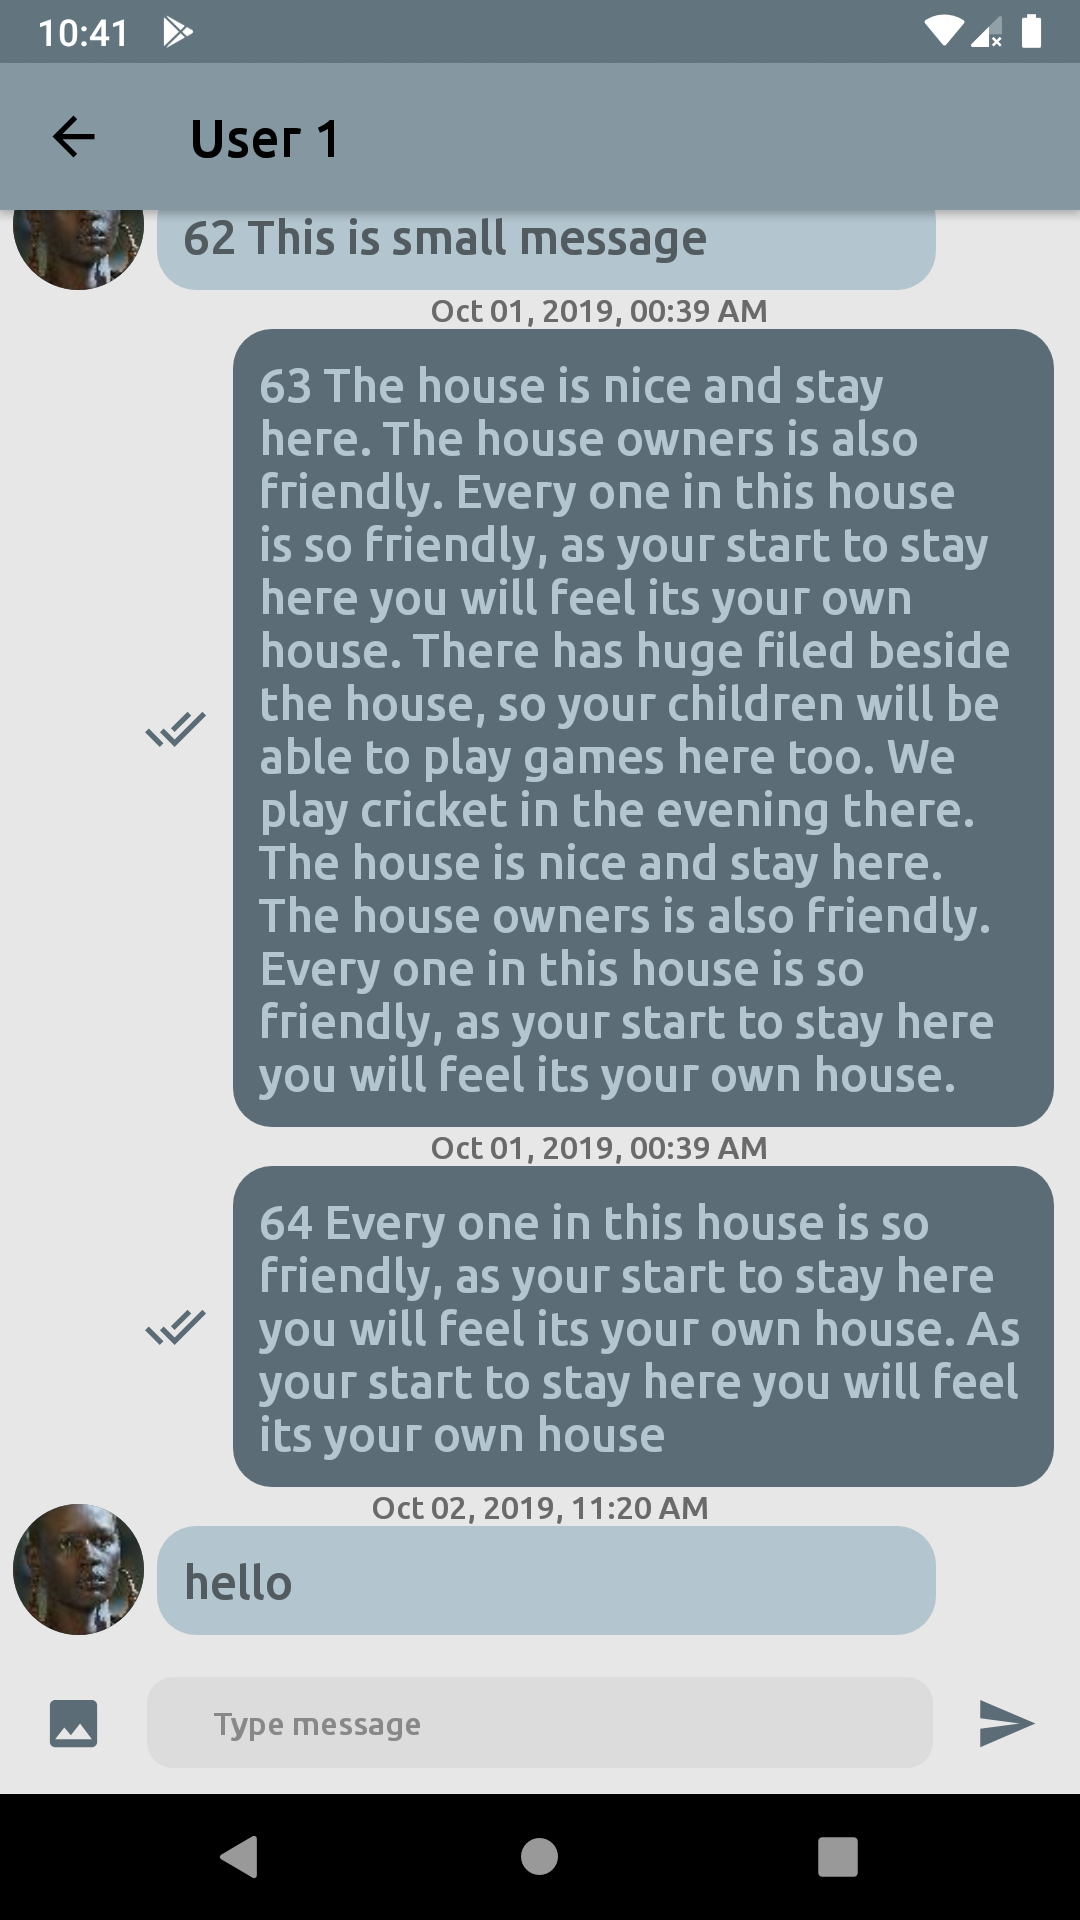 10:41
User 1
62 This is small message
Oct 01, 2019, 00:39 AM
63 The house is nice and stay
here. The house owners is also
friendly. Every one in this house
is so friendly, as your start to stay
here you will feel its your own
house. There has huge filed beside
the house, so your children will be
able to play games here too. We
play cricket in the evening there.
The house is nice and stay here.
The house owners is also friendly.
Every one in this house is so
friendly, as your start to stay here
you will feel its your own house.
Oct 01, 2019, 00:39 AM
64 Every one in this house is so
friendly, as your start to stay here
you will feel its your own house. As
your start to stay here you will feel
its your own house
Oct 02, 2019, 11:20 AM
hello
Type message